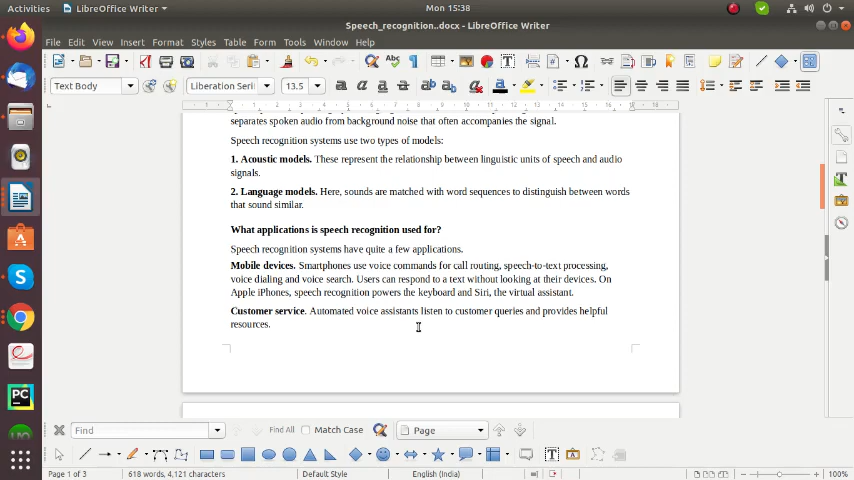 Activities
LibreOffice Writer
Mon 15:38
Speech_recognition..docx - LibreOffice Writer
File Edit View Insert Format Styles Table Form Tools Window Help
Text Body
Liberation Seri
13.5
separates spoken audio from background noise that often accompanies the signal.
Speech recognition systems use two types of models:
1. Acoustic models. These represent the relationship between linguistic units of speech and audio
signals.
2. Language models. Here, sounds are matched with word sequences to distinguish between words
that sound similar.
What applications is speech recognition used for?
Speech recognition systems have quite a few applications.
Mobile devices. Smartphones use voice commands for call routing, speech-to-text processing,
voice dialing and voice search. Users can respond to a text without looking at their devices. On
Apple iPhones, speech recognition powers the keyboard and Siri, the virtual assistant.
Customer service. Automated voice assistants listen to customer queries and provides helpful
resources.
Find
Find All
Match Case
Page
Page 1 of 3
618 words, 4,121 characters
Default Style
English (India)
100%